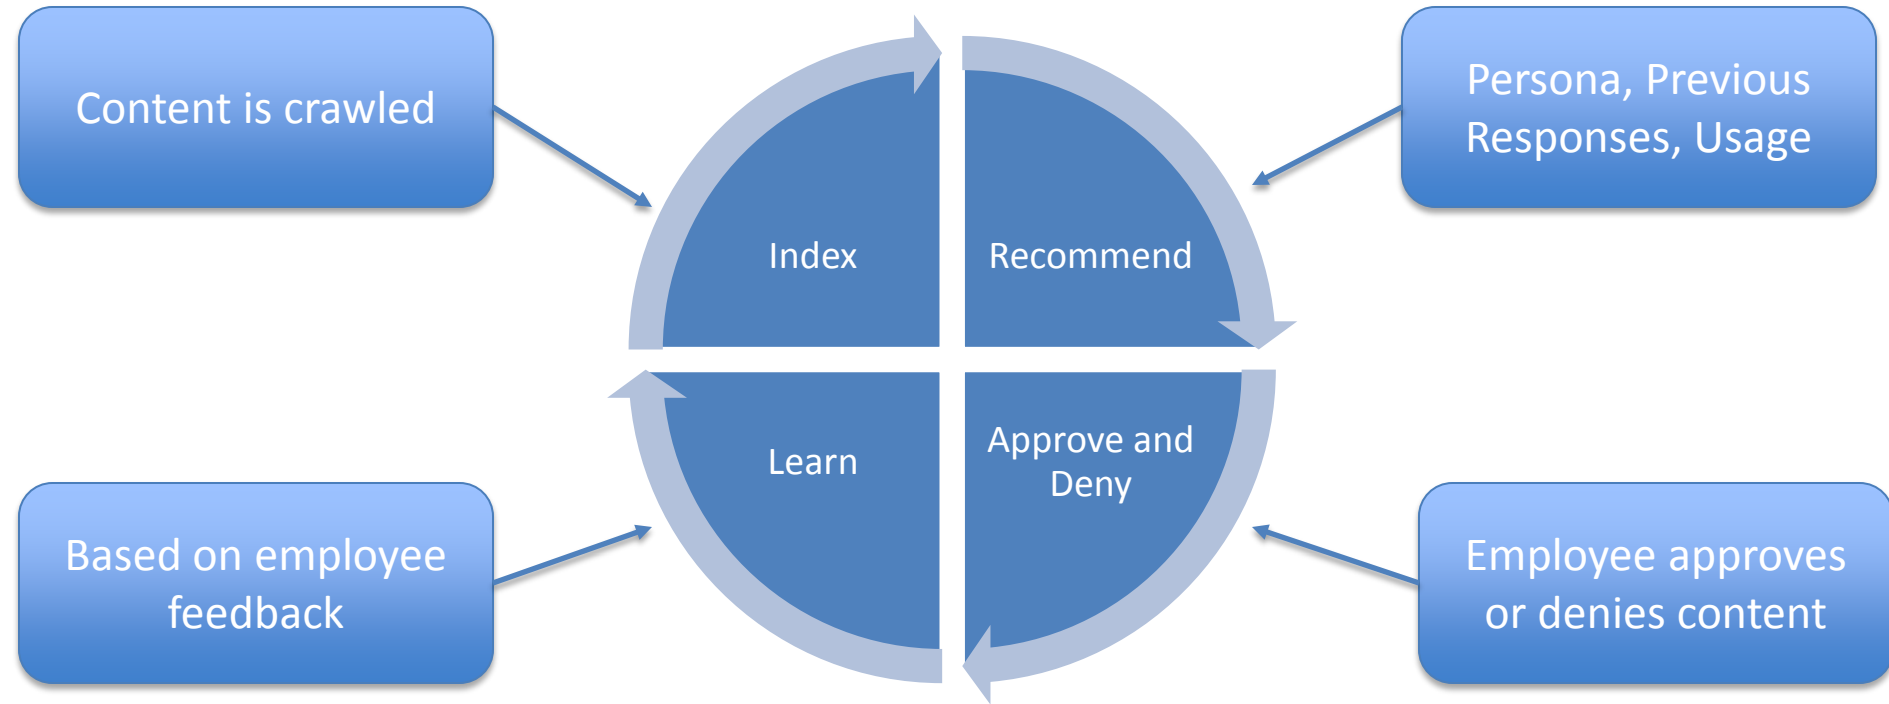 Content is crawled
Persona, Previous
Responses, Usage
Index
Recommend
Learn
Approve and
Deny
Based on employee
feedback
Employee approves
or denies content